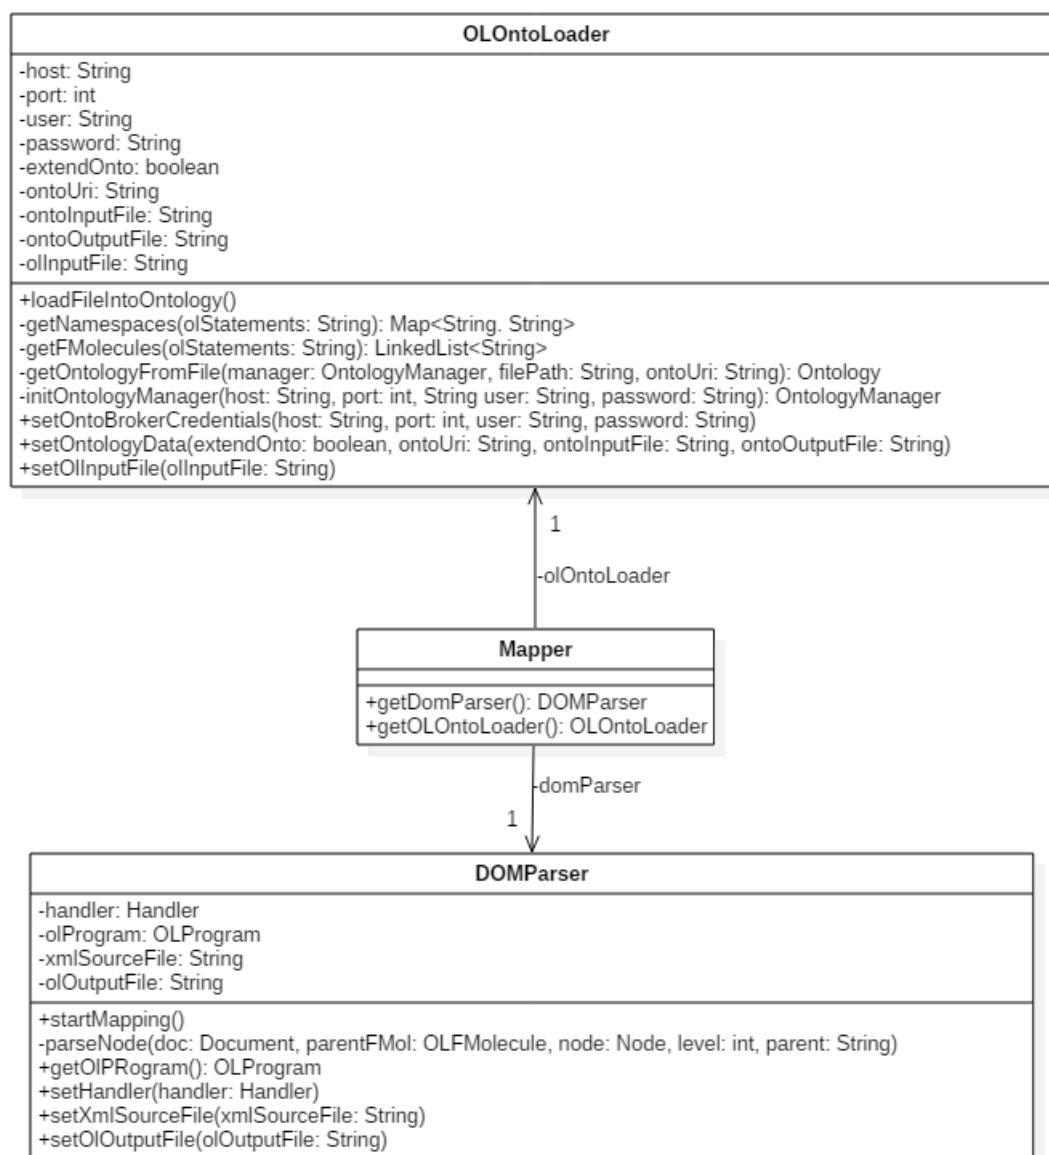 OLOntoLoader
-host: String
-port: int
-user: String
-password: String
-extendOnto: boolean
-ontoUri: String
-ontoInputFile: String
-ontoOutputFile: String
-olInputFile: String
+loadFileIntoOntology()
-getNamespaces(olStatements: String): Map<String. String>
-getFMolecules(olStatements: String): LinkedList<String>
-getOntologyFromFile(manager: OntologyManager, filePath: String, ontoUri: String): Ontology
-initOntologyManager(host: String, port: int, String user: String, password: String): OntologyManager
+setOntoBrokerCredentials(host: String, port: int, user: String, password: String)
+setOntologyData(extendOnto: boolean, ontoUri: String, ontoInputFile: String, ontoOutputFile: String)
+setOlInputFile(olInputFile: String)
1
-olOntoLoader
Mapper
+getDomParser(): DOMParser
+getOLOntoLoader(): OLOntoLoader
-domParser
1
DOMParser
-handler: Handler
-olProgram: OLProgram
-xmlSourceFile: String
-olOutputFile: String
+startMapping()
-parseNode(doc: Document, parentFMol: OLFMolecule, node: Node, level: int, parent: String)
+getOlPRogram(): OLProgram
+setHandler(handler: Handler)
+setXmlSourceFile(xmlSourceFile: String)
+setOlOutputFile(olOutputFile: String)